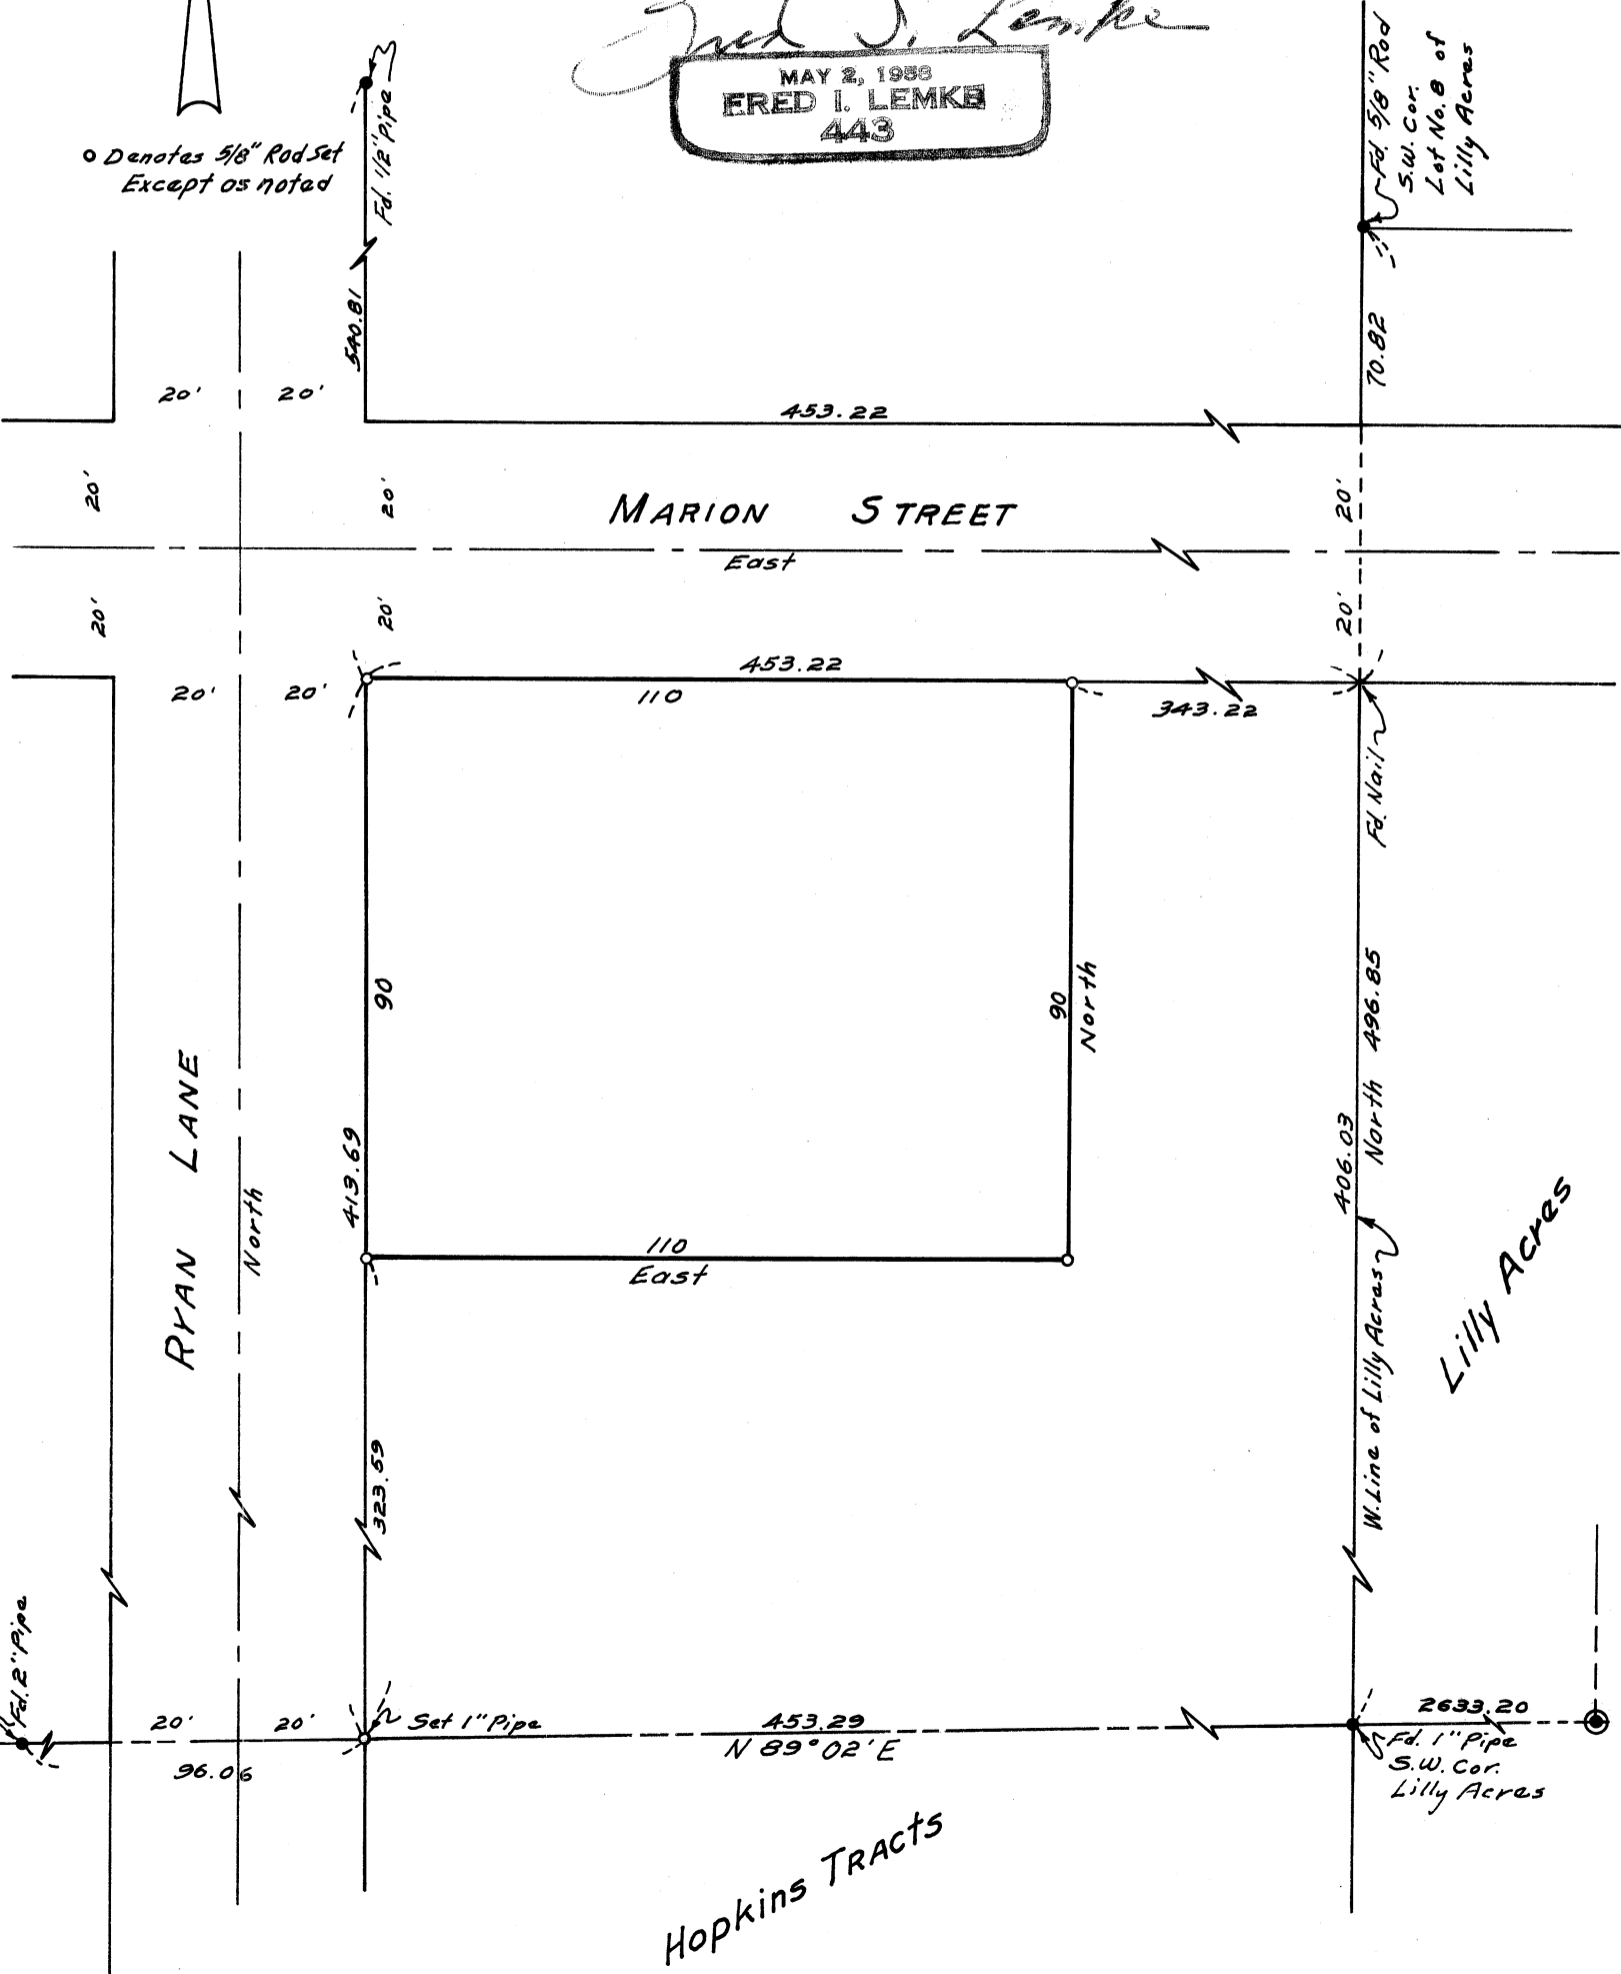 Fred I. Lemke
MAY 2, 1958
FRED I. LEMKE
443
o Denotes 5/8" Rod Set
Except as noted
Fd. 1/2" Pipe
Fd. 5/8" Rod
S.W. Cor.
Lot No. 8 of
Lilly Acres
540.81
70.82
20'
20'
453.22
20'
20'
MARION STREET
20'
East
20'
20'
20'
453.22
20'
20'
110
343.22
Fd. Nail
90
90
North
North 496.85
406.03
413.69
RYAN LANE
North
110
East
W. Line of Lilly Acres
Lilly Acres
323.69
Fd. 2" Pipe
20'
20'
Set 1" Pipe
453.29
N 89°02' E
2633.20
96.06
Fd. 1" Pipe
S.W. Cor.
Lilly Acres
Hopkins TRACTS